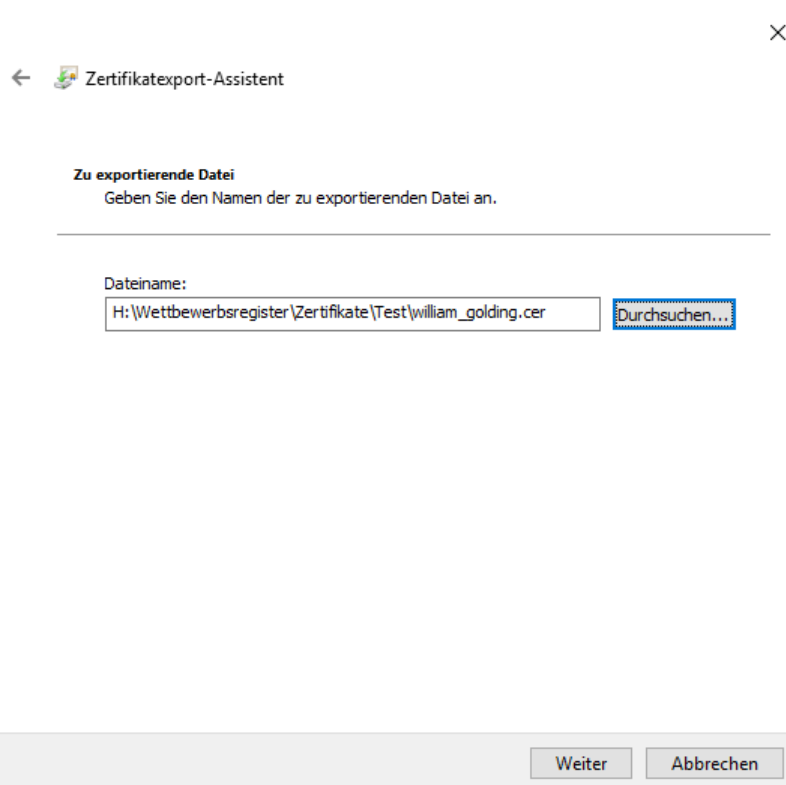 Zertifikatexport-Assistent
Zu exportierende Datei
Geben Sie den Namen der zu exportierenden Datei an.
Dateiname:
H:\Wettbewerbsregister\Zertifikate\Test\william_golding.cer
Durchsuchen...
Weiter
Abbrechen